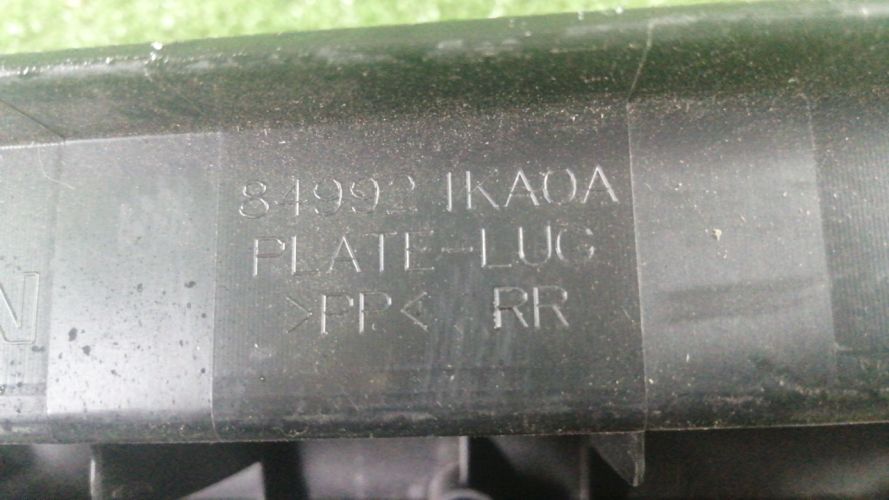 84992 1KA0A
PLATE-LUG
>PP< RR